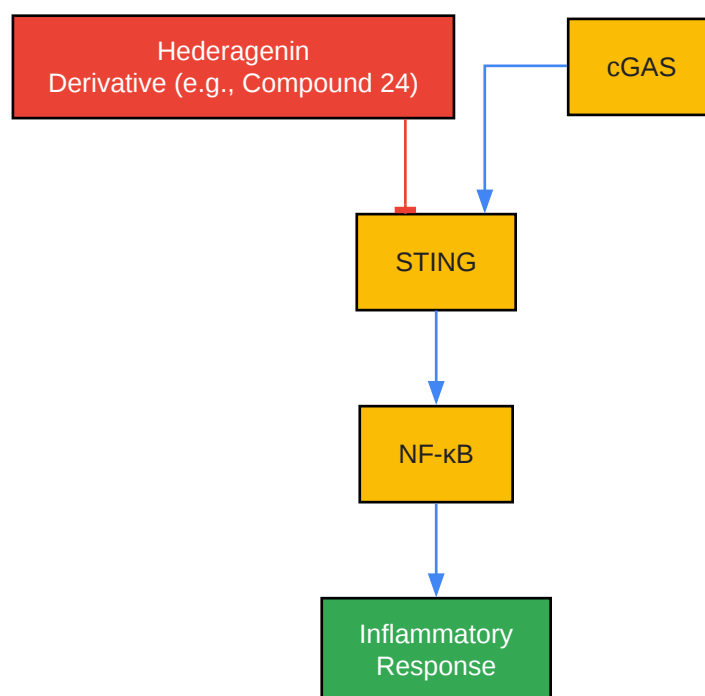 Hederagenin
Derivative (e.g., Compound 24)
cGAS
STING
NF-κB
Inflammatory
Response